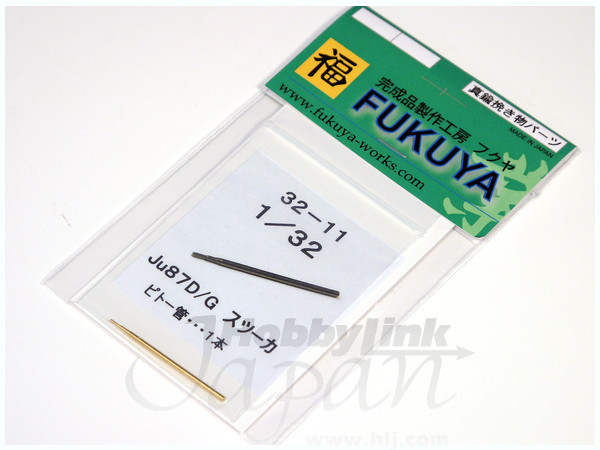 福
完成品製作工房 フクヤ
FUKUYA
www.fukuya-works.com
真鍮挽き物パーツ
MADE IN JAPAN
32-11
1/32
Ju87D/G スツーカ
ピトー管・・・1本
HobbyLink
Japan
www.hlj.com